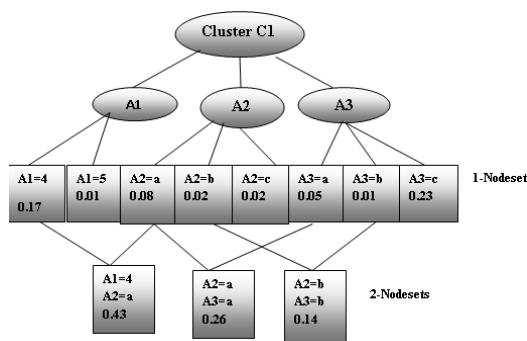 Cluster C1
A1
A2
A3
A1=4
0.17
A1=5
0.01
A2=a
0.08
A2=b
0.02
A2=c
0.02
A3=a
0.05
A3=b
0.01
A3=c
0.23
1-Nodeset
A1=4
A2=a
0.43
A2=a
A3=a
0.26
A2=b
A3=b
0.14
2-Nodesets